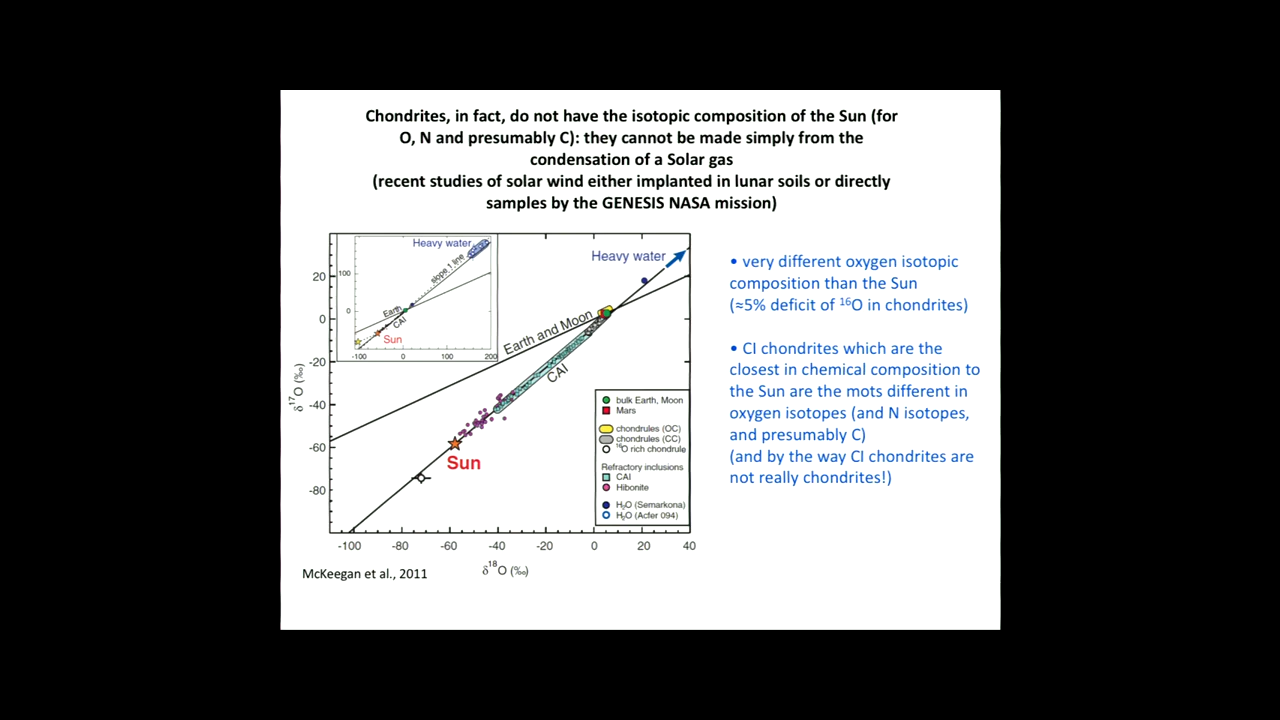 Chondrites, in fact, do not have the isotopic composition of the Sun (for
O, N and presumably C): they cannot be made simply from the
condensation of a Solar gas
(recent studies of solar wind either implanted in lunar soils or directly
samples by the GENESIS NASA mission)
Heavy water
slope 1 line
100
0
Earth
CAI
Sun
-100
0
100
200
Heavy water
20
0
-20
-40
-60
-80
δ17O (‰)
Earth and Moon
CAI
Sun
bulk Earth, Moon
Mars
chondrules (OC)
chondrules (CC)
16O rich chondrule
Refractory inclusions
CAI
Hibonite
H2O (Semarkona)
H2O (Acfer 094)
-100
-80
-60
-40
-20
0
20
40
δ18O (‰)
McKeegan et al., 2011
• very different oxygen isotopic
composition than the Sun
(≈5% deficit of 16O in chondrites)
• CI chondrites which are the
closest in chemical composition to
the Sun are the mots different in
oxygen isotopes (and N isotopes,
and presumably C)
(and by the way CI chondrites are
not really chondrites!)